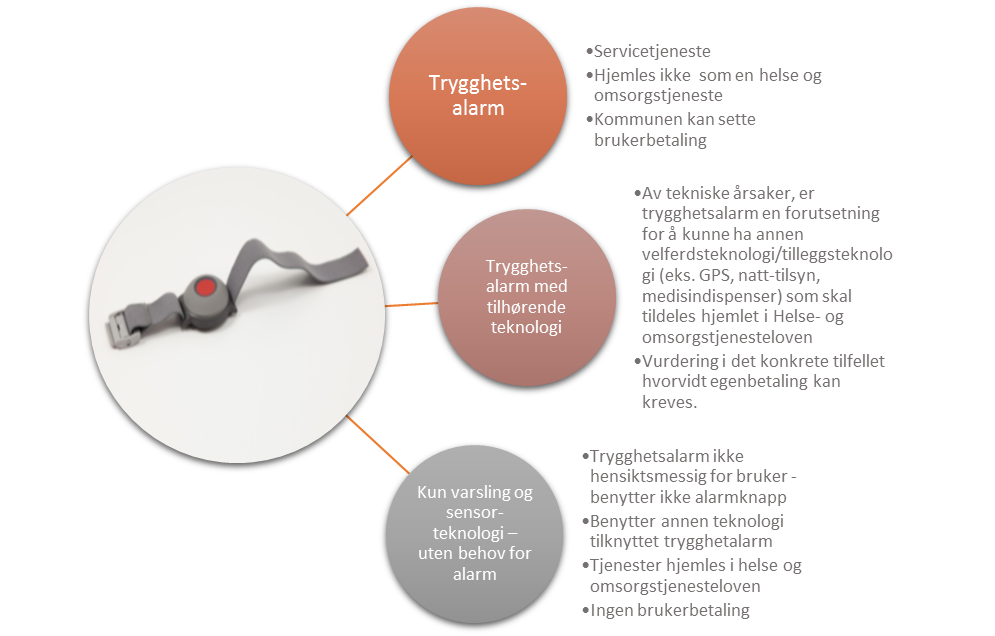 Trygghets-
alarm
•Servicetjeneste
•Hjemles ikke som en helse og
omsorgstjeneste
•Kommunen kan sette
brukerbetaling
Trygghets-
alarm med
tilhørende
teknologi
•Av tekniske årsaker, er
trygghetsalarm en forutsetning
for å kunne ha annen
velferdsteknologi/tilleggsteknolo
gi (eks. GPS, natt-tilsyn,
medisindispenser) som skal
tildeles hjemlet i Helse- og
omsorgstjenesteloven
•Vurdering i det konkrete tilfellet
hvorvidt egenbetaling kan
kreves.
Kun varsling og
sensor-
teknologi –
uten behov for
alarm
•Trygghetsalarm ikke
hensiktsmessig for bruker -
benytter ikke alarmknapp
•Benytter annen teknologi
tilknyttet trygghetalarm
•Tjenester hjemles i helse og
omsorgstjenesteloven
•Ingen brukerbetaling